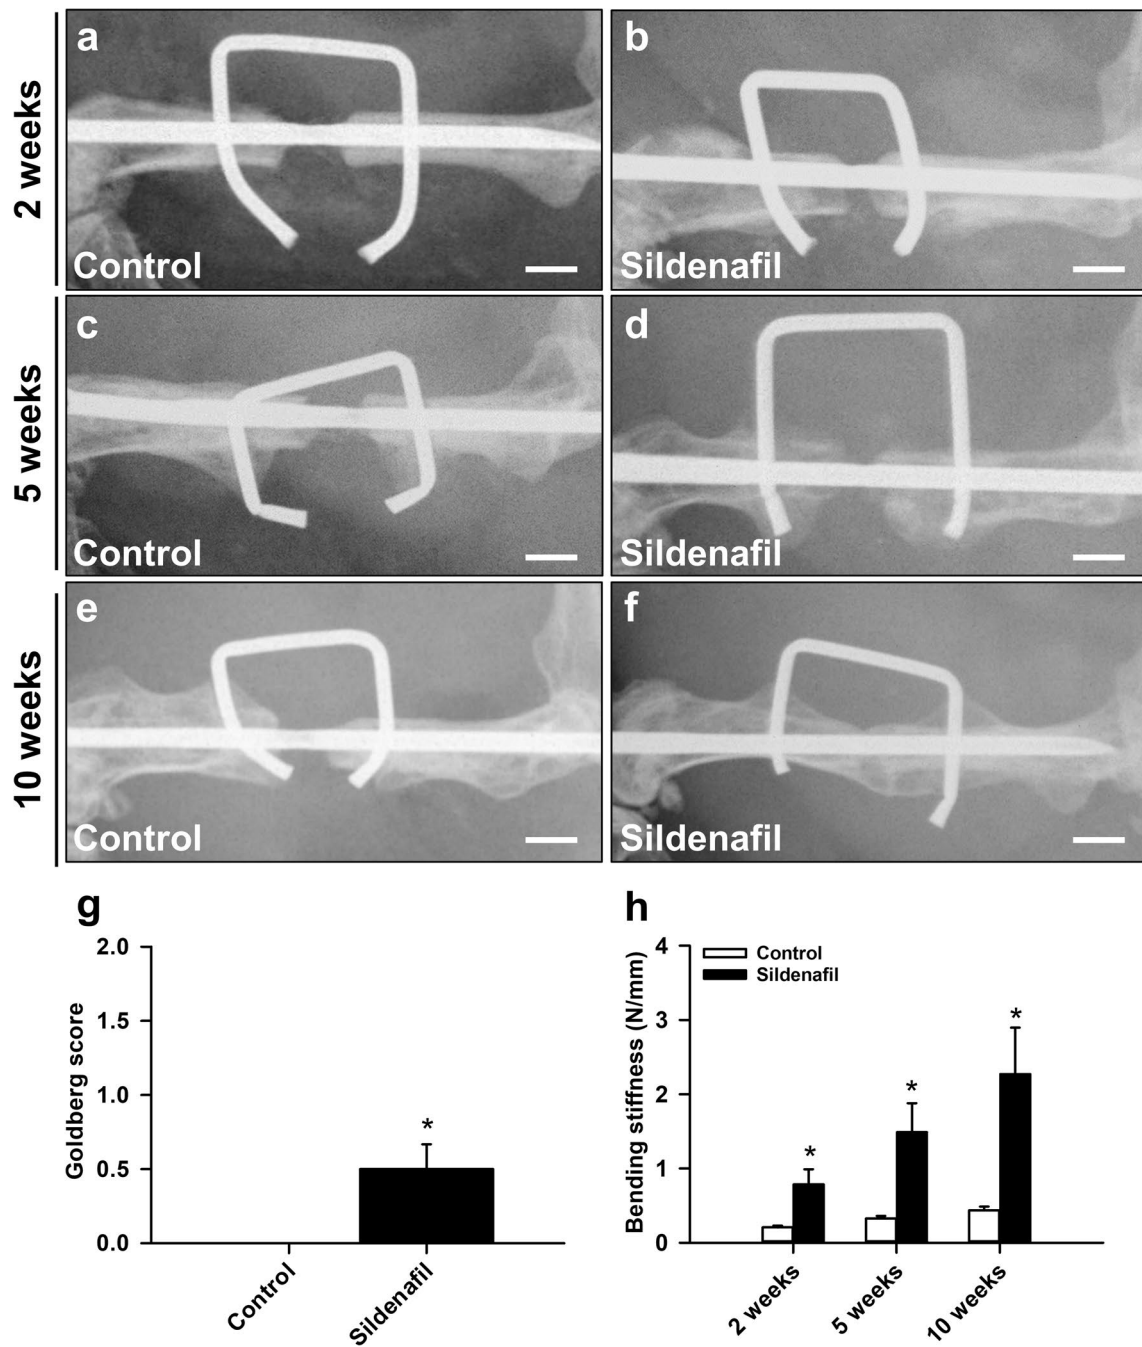 a
b
2 weeks
Control
Sildenafil
c
d
5 weeks
Control
Sildenafil
e
f
10 weeks
Control
Sildenafil
g
Goldberg score
2.0
1.5
1.0
0.5
0.0
*
Control
Sildenafil
h
Bending stiffness (N/mm)
4
3
2
1
0
Control
Sildenafil
*
*
*
2 weeks
5 weeks
10 weeks